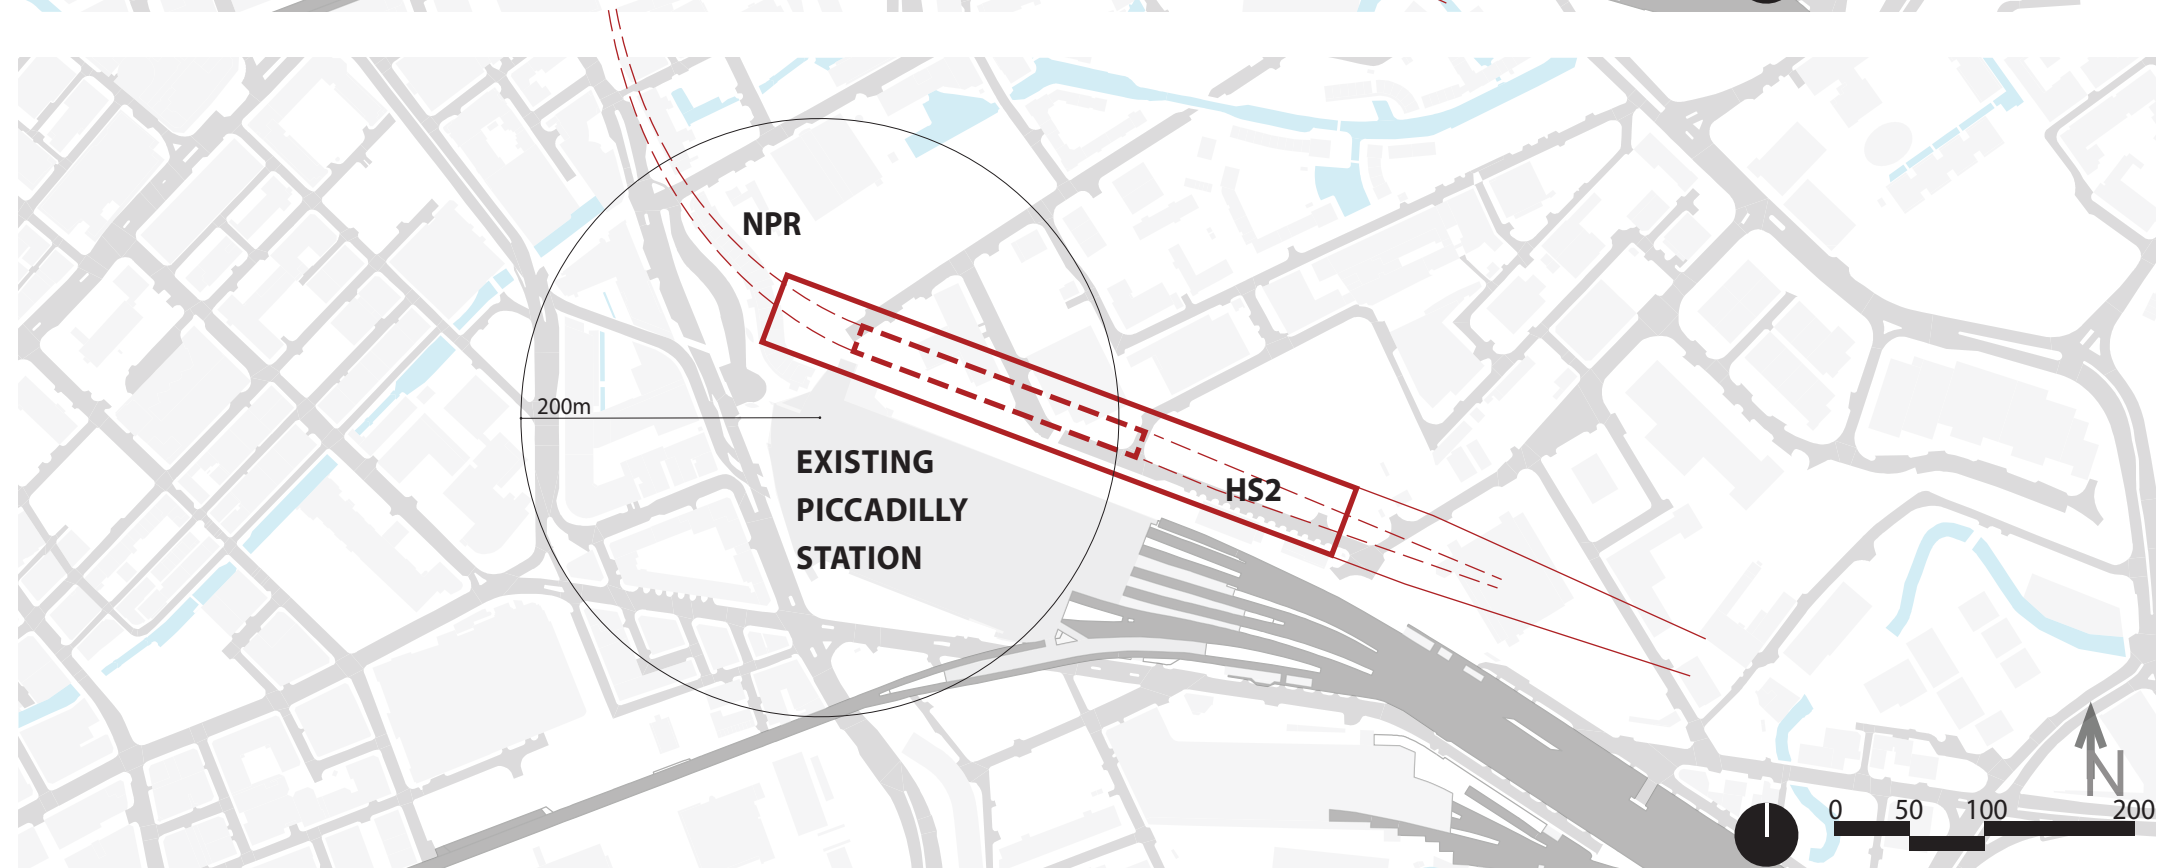 NPR
200m
EXISTING
PICCADILLY
STATION
HS2
N
0 50 100 200